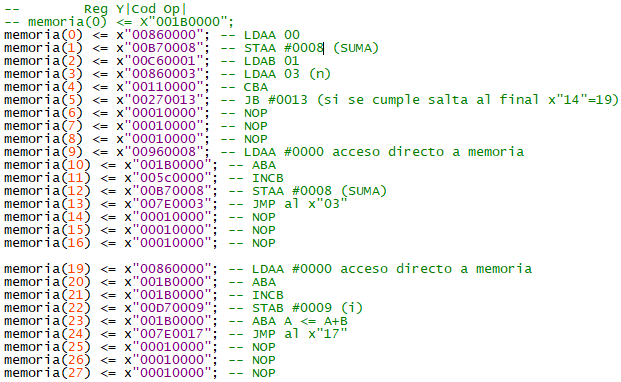 --        Reg Y|Cod Op|
-- memoria(0) <= X"001B0000";
memoria(0) <= x"00860000"; -- LDAA 00
memoria(1) <= x"00B70008"; -- STAA #0008 (SUMA)
memoria(2) <= x"00C60001"; -- LDAB 01
memoria(3) <= x"00860003"; -- LDAA 03 (n)
memoria(4) <= x"00110000"; -- CBA
memoria(5) <= x"00270013"; -- JB #0013 (si se cumple salta al final x"14"=19)
memoria(6) <= x"00010000"; -- NOP
memoria(7) <= x"00010000"; -- NOP
memoria(8) <= x"00010000"; -- NOP
memoria(9) <= x"00960008"; -- LDAA #0000 acceso directo a memoria
memoria(10) <= x"001B0000"; -- ABA
memoria(11) <= x"005c0000"; -- INCB
memoria(12) <= x"00B70008"; -- STAA #0008 (SUMA)
memoria(13) <= x"007E0003"; -- JMP al x"03"
memoria(14) <= x"00010000"; -- NOP
memoria(15) <= x"00010000"; -- NOP
memoria(16) <= x"00010000"; -- NOP
memoria(19) <= x"00860000"; -- LDAA #0000 acceso directo a memoria
memoria(20) <= x"001B0000"; -- ABA
memoria(21) <= x"001B0000"; -- INCB
memoria(22) <= x"00D70009"; -- STAB #0009 (i)
memoria(23) <= x"001B0000"; -- ABA A <= A+B
memoria(24) <= x"007E0017"; -- JMP al x"17"
memoria(25) <= x"00010000"; -- NOP
memoria(26) <= x"00010000"; -- NOP
memoria(27) <= x"00010000"; -- NOP